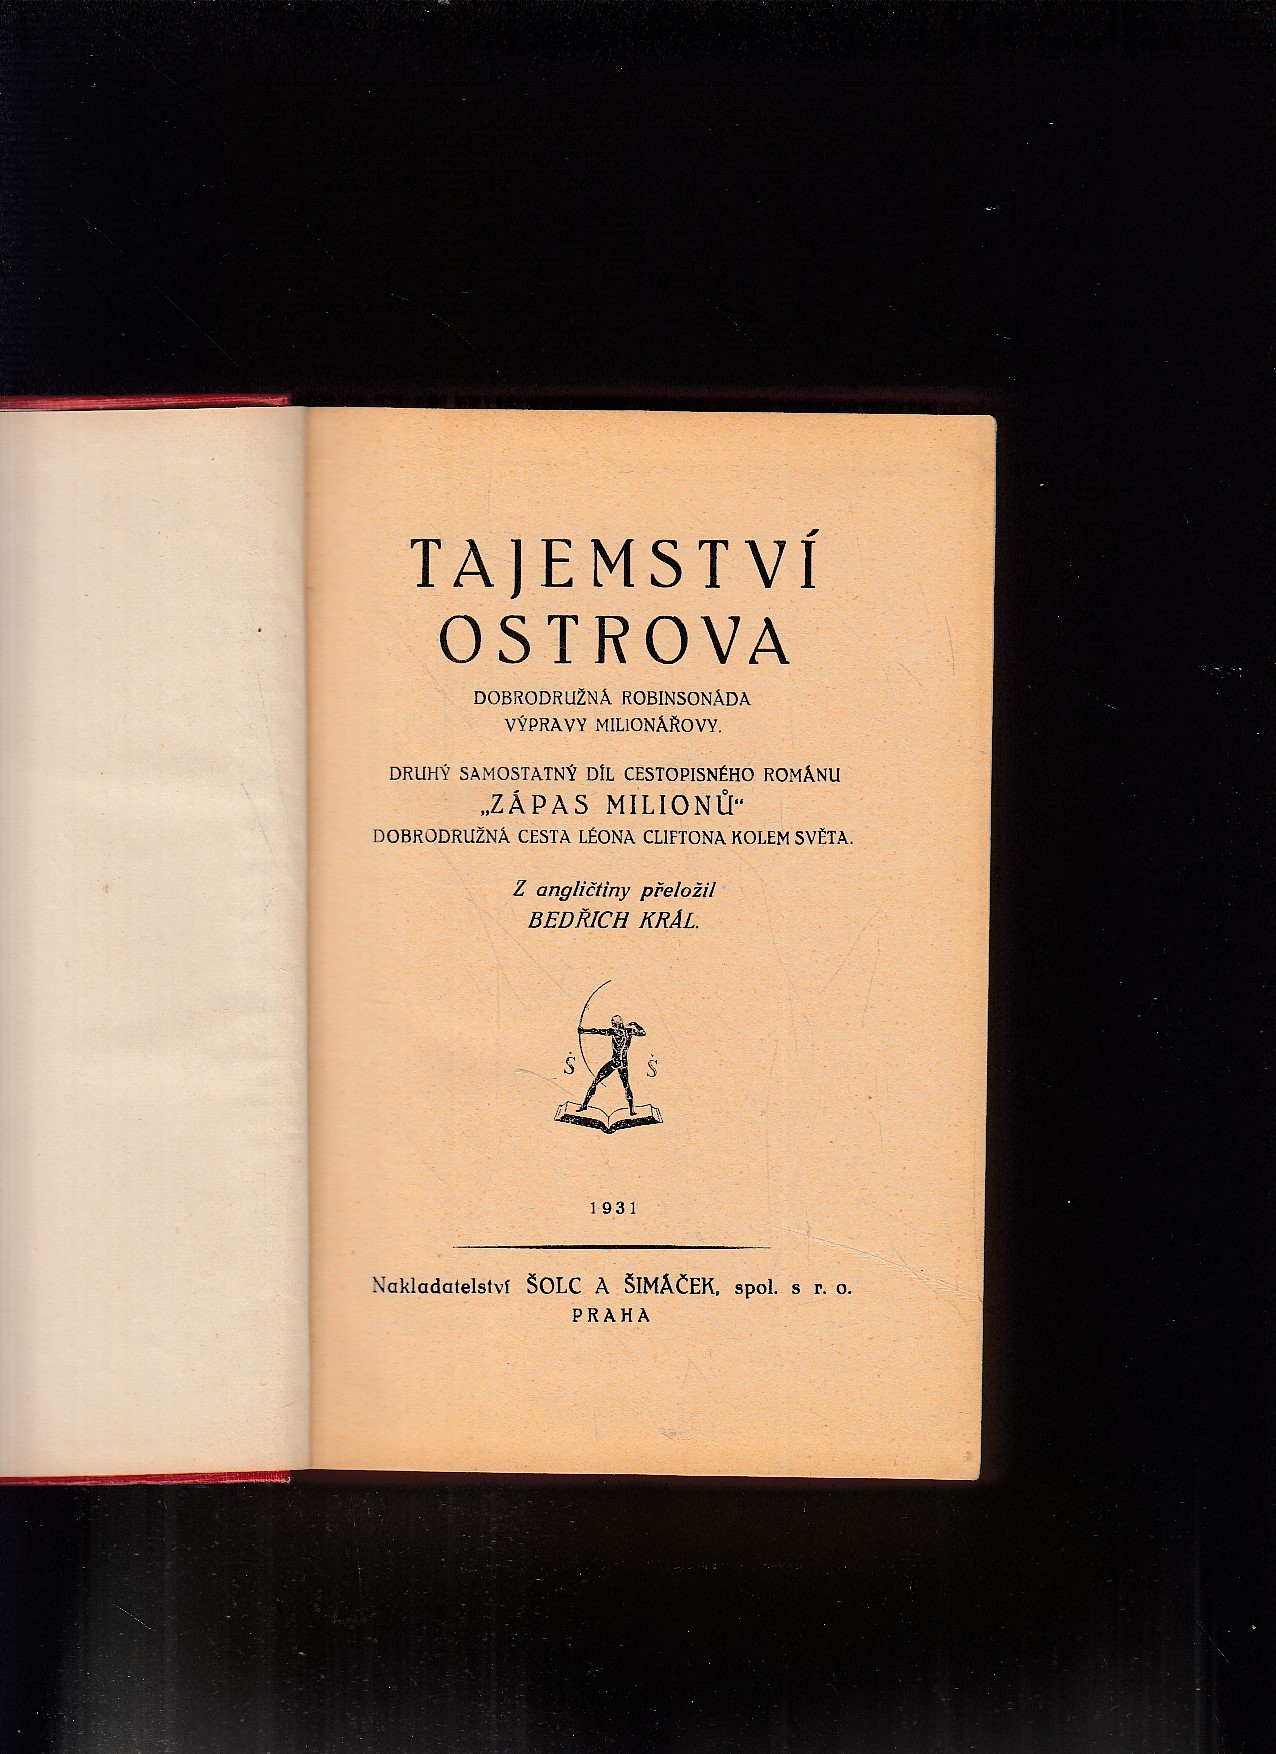 TAJEMSTVÍ
OSTROVA
DOBRODRUŽNÁ ROBINSONÁDA
VÝPRAVY MILIONÁŘOVY.
DRUHÝ SAMOSTATNÝ DÍL CESTOPISNÉHO ROMÁNU
„ZÁPAS MILIONŮ“
DOBRODRUŽNÁ CESTA LÉONA CLIFTONA KOLEM SVĚTA.
Z angličtiny přeložil
BEDŘICH KRÁL.
Š Š
1931
Nakladatelství ŠOLC A ŠIMÁČEK, spol. s r. o.
PRAHA